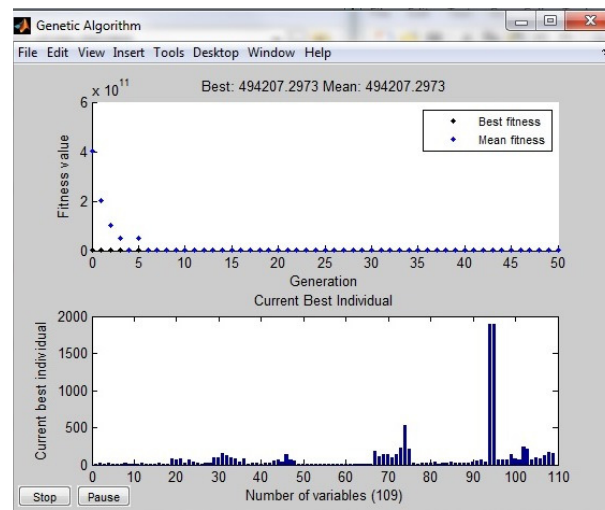 Genetic Algorithm
File Edit View Insert Tools Desktop Window Help
x 10^11
Best: 494207.2973 Mean: 494207.2973
6
4
2
0
Fitness value
Best fitness
Mean fitness
0 5 10 15 20 25 30 35 40 45 50
Generation
Current Best Individual
2000
1500
1000
500
0
Current best individual
0 10 20 30 40 50 60 70 80 90 100 110
Number of variables (109)
Stop Pause